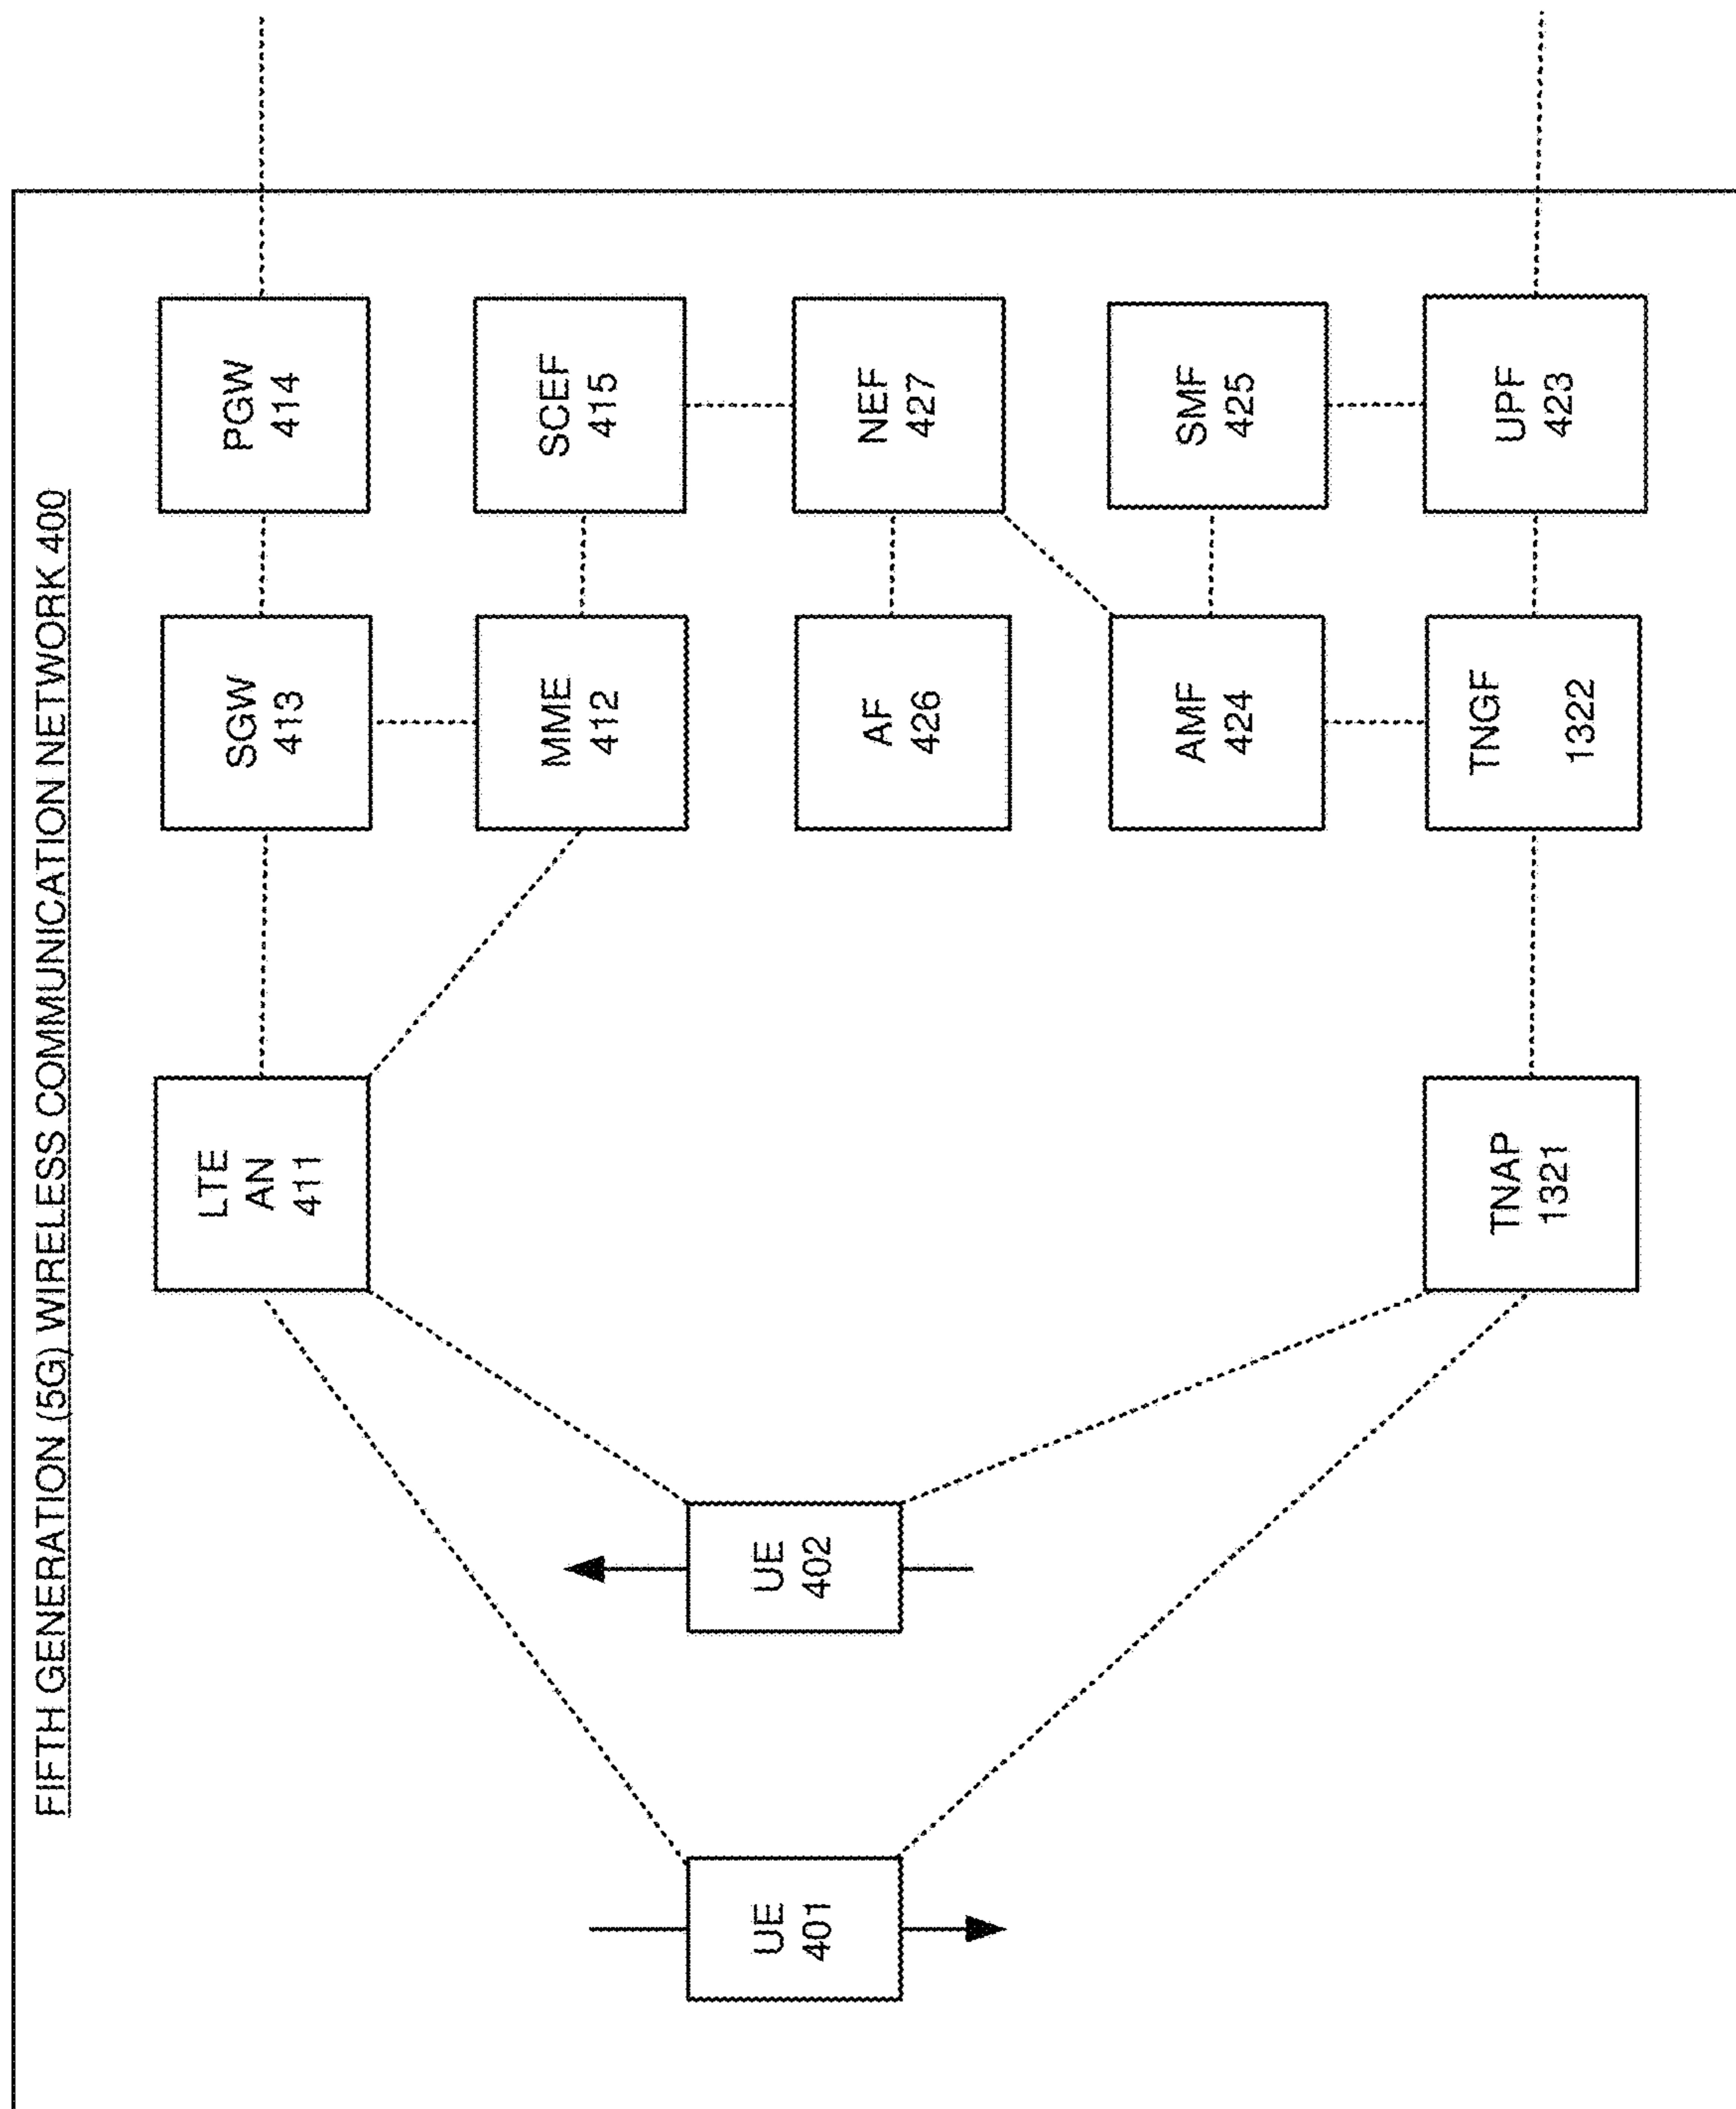 FIFTH GENERATION (5G) WIRELESS COMMUNICATION NETWORK 400
LTE
AN
411
SGW
413
PGW
414
MME
412
SCEF
415
UE
401
UE
402
AF
426
NEF
427
AMF
424
SMF
425
TNAP
1321
TNGF
1322
UPF
423